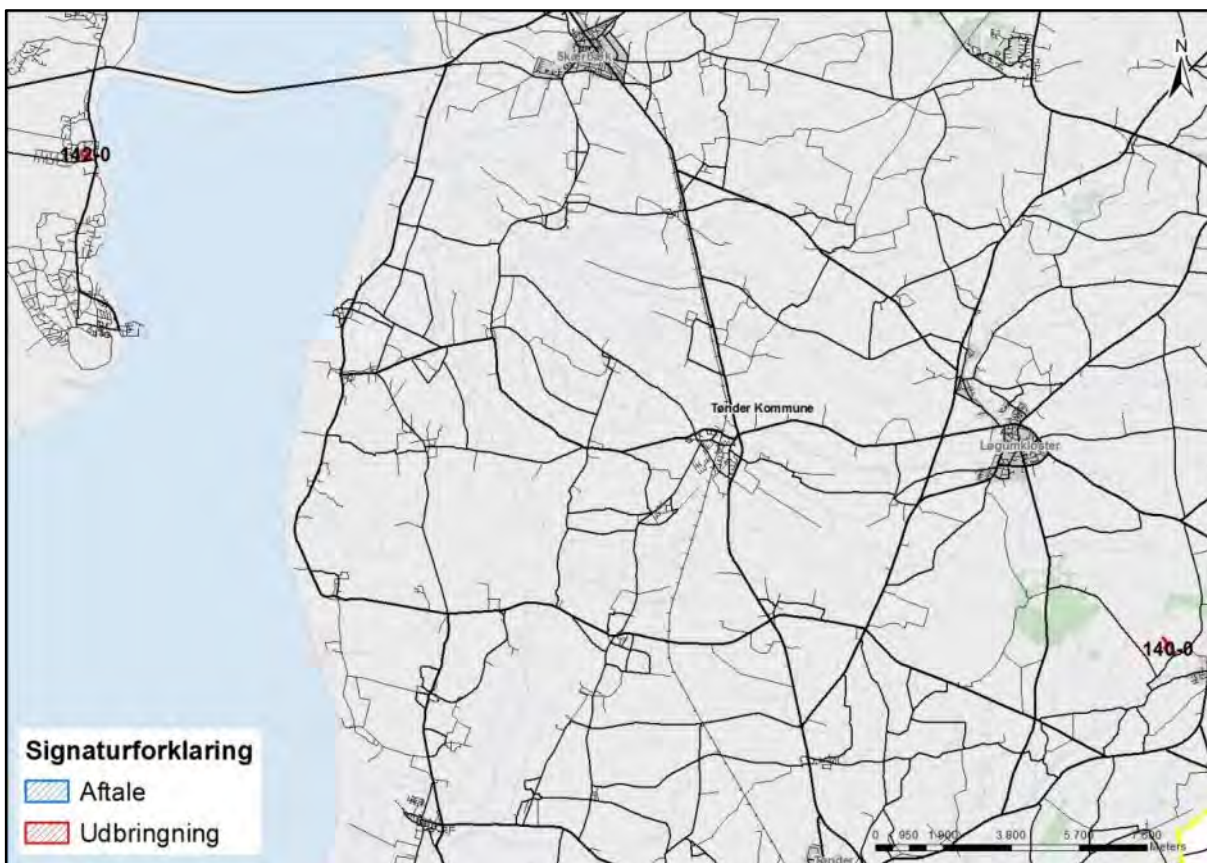 Skærbæk
N
142-0
Tønder Kommune
Løgumkloster
140-0
Signaturforklaring
Aftale
Udbringning
0 950 1.900 3.800 5.700 7.600
Meters
Tønder